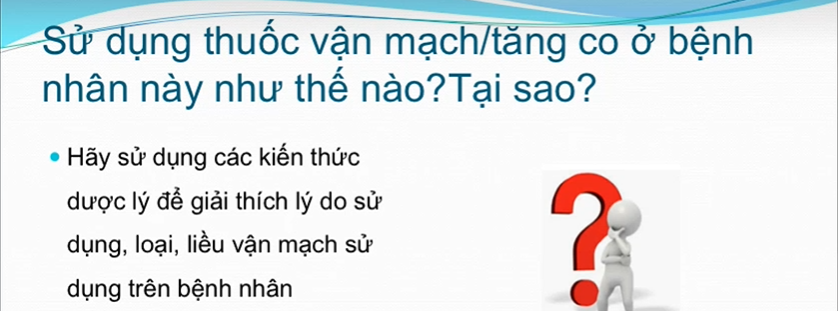 Sử dụng thuốc vận mạch/tăng co ở bệnh
nhân này như thế nào?Tại sao?
Hãy sử dụng các kiến thức
dược lý để giải thích lý do sử
dụng, loại, liều vận mạch sử
dụng trên bệnh nhân